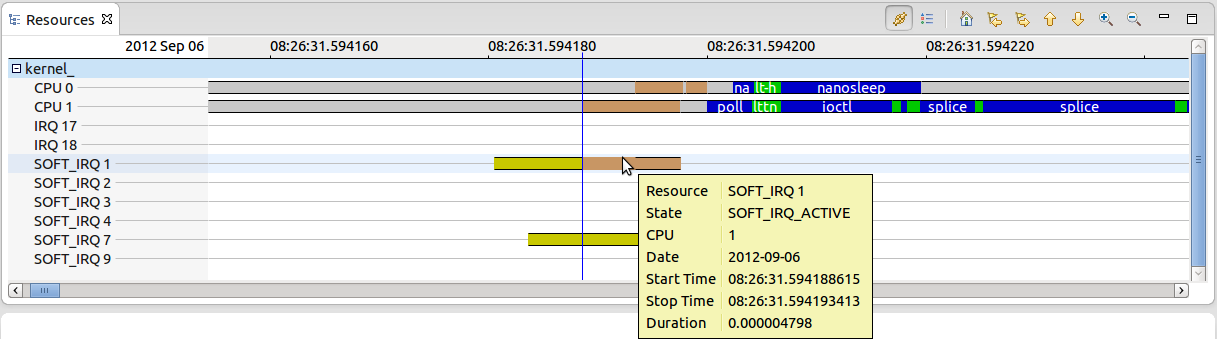 Resources
2012 Sep 06 08:26:31.594160 08:26:31.594180 08:26:31.594200 08:26:31.594220
kernel_
CPU 0 na lt-h nanosleep
CPU 1 poll lttn ioctl splice splice
IRQ 17
IRQ 18
SOFT_IRQ 1
SOFT_IRQ 2
SOFT_IRQ 3
SOFT_IRQ 4
SOFT_IRQ 7
SOFT_IRQ 9
Resource SOFT_IRQ 1
State SOFT_IRQ_ACTIVE
CPU 1
Date 2012-09-06
Start Time 08:26:31.594188615
Stop Time 08:26:31.594193413
Duration 0.000004798